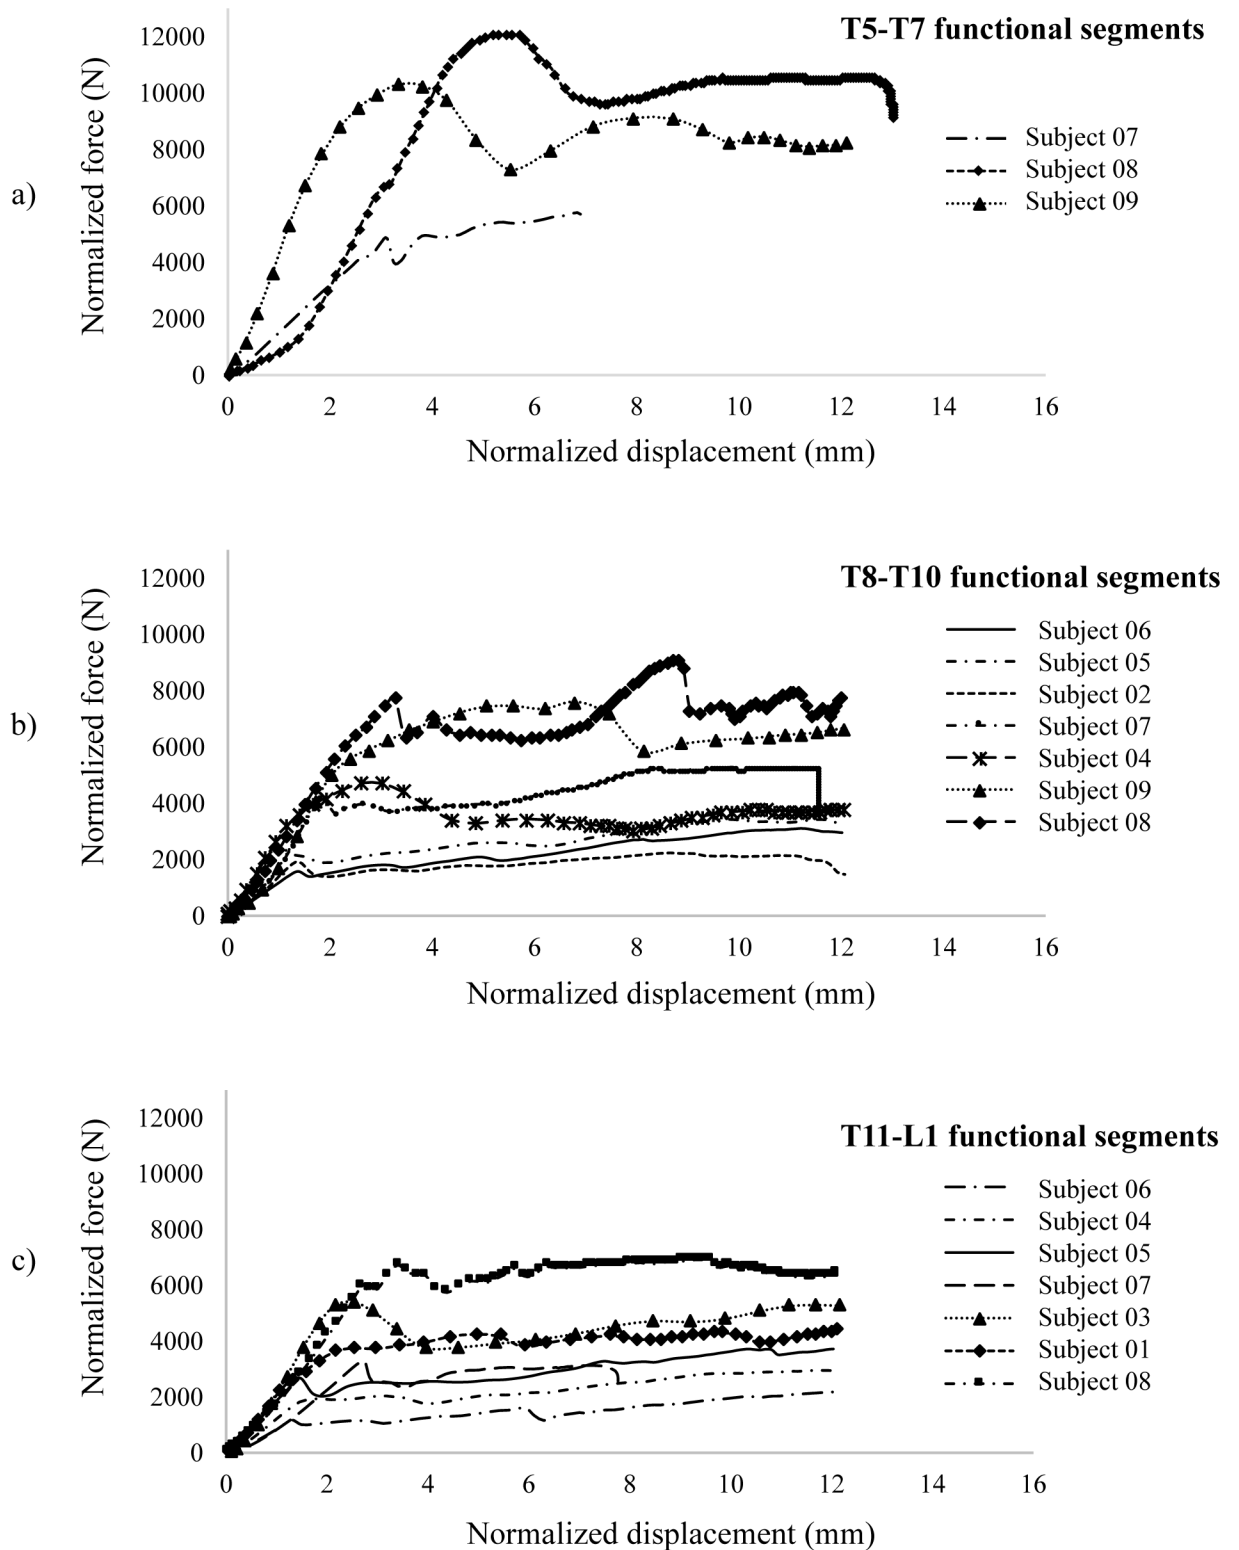 a)
Normalized force (N)
12000
10000
8000
6000
4000
2000
0
0 2 4 6 8 10 12 14 16
Normalized displacement (mm)
T5-T7 functional segments
Subject 07
Subject 08
Subject 09
b)
Normalized force (N)
12000
10000
8000
6000
4000
2000
0
0 2 4 6 8 10 12 14 16
Normalized displacement (mm)
T8-T10 functional segments
Subject 06
Subject 05
Subject 02
Subject 07
Subject 04
Subject 09
Subject 08
c)
Normalized force (N)
12000
10000
8000
6000
4000
2000
0
0 2 4 6 8 10 12 14 16
Normalized displacement (mm)
T11-L1 functional segments
Subject 06
Subject 04
Subject 05
Subject 07
Subject 03
Subject 01
Subject 08